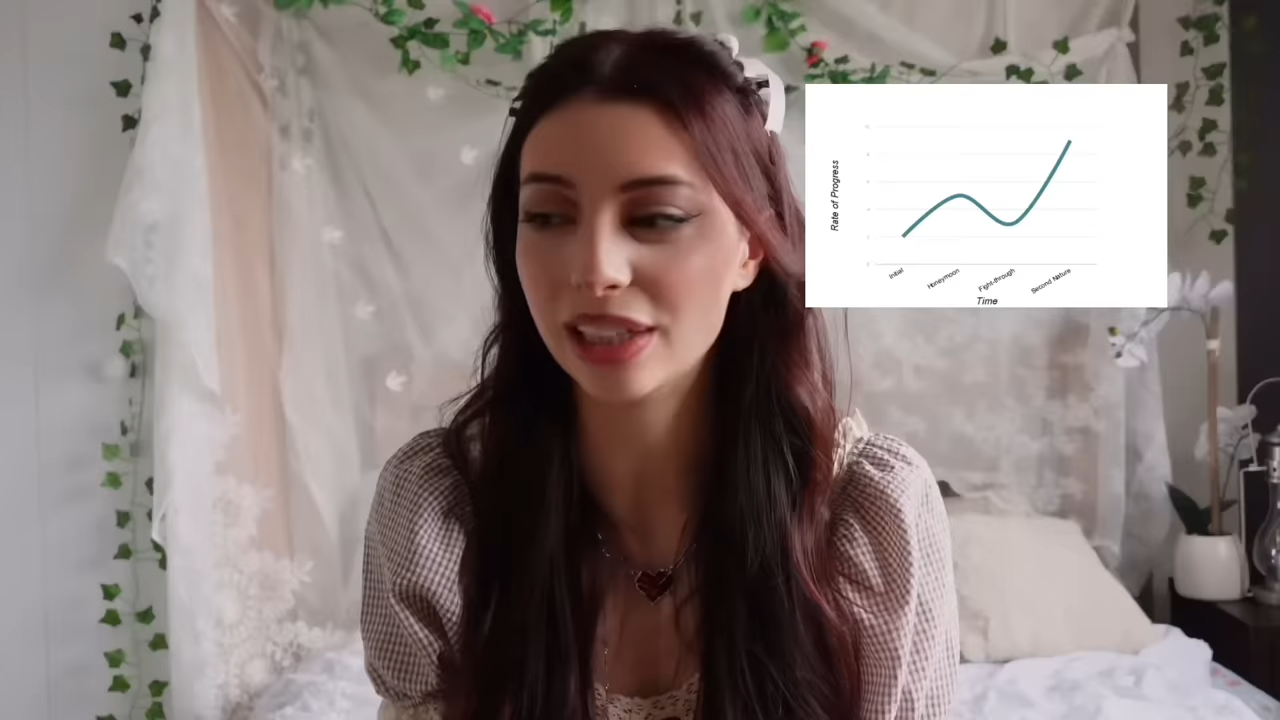 Rate of Progress
Initial
Honeymoon
Fight-through
Second Nature
Time